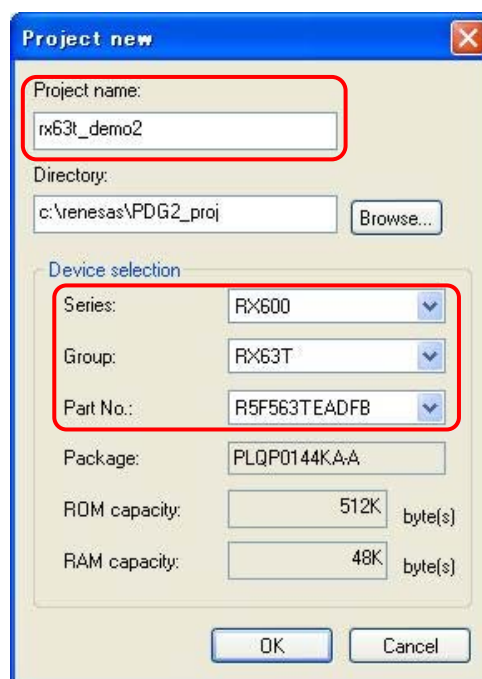 Project new
Project name:
rx63t_demo2
Directory:
c:\renesas\PDG2_proj
Browse...
Device selection
Series: RX600
Group: RX63T
Part No.: R5F563TEADFB
Package: PLQP0144KA-A
ROM capacity: 512K byte(s)
RAM capacity: 48K byte(s)
OK Cancel